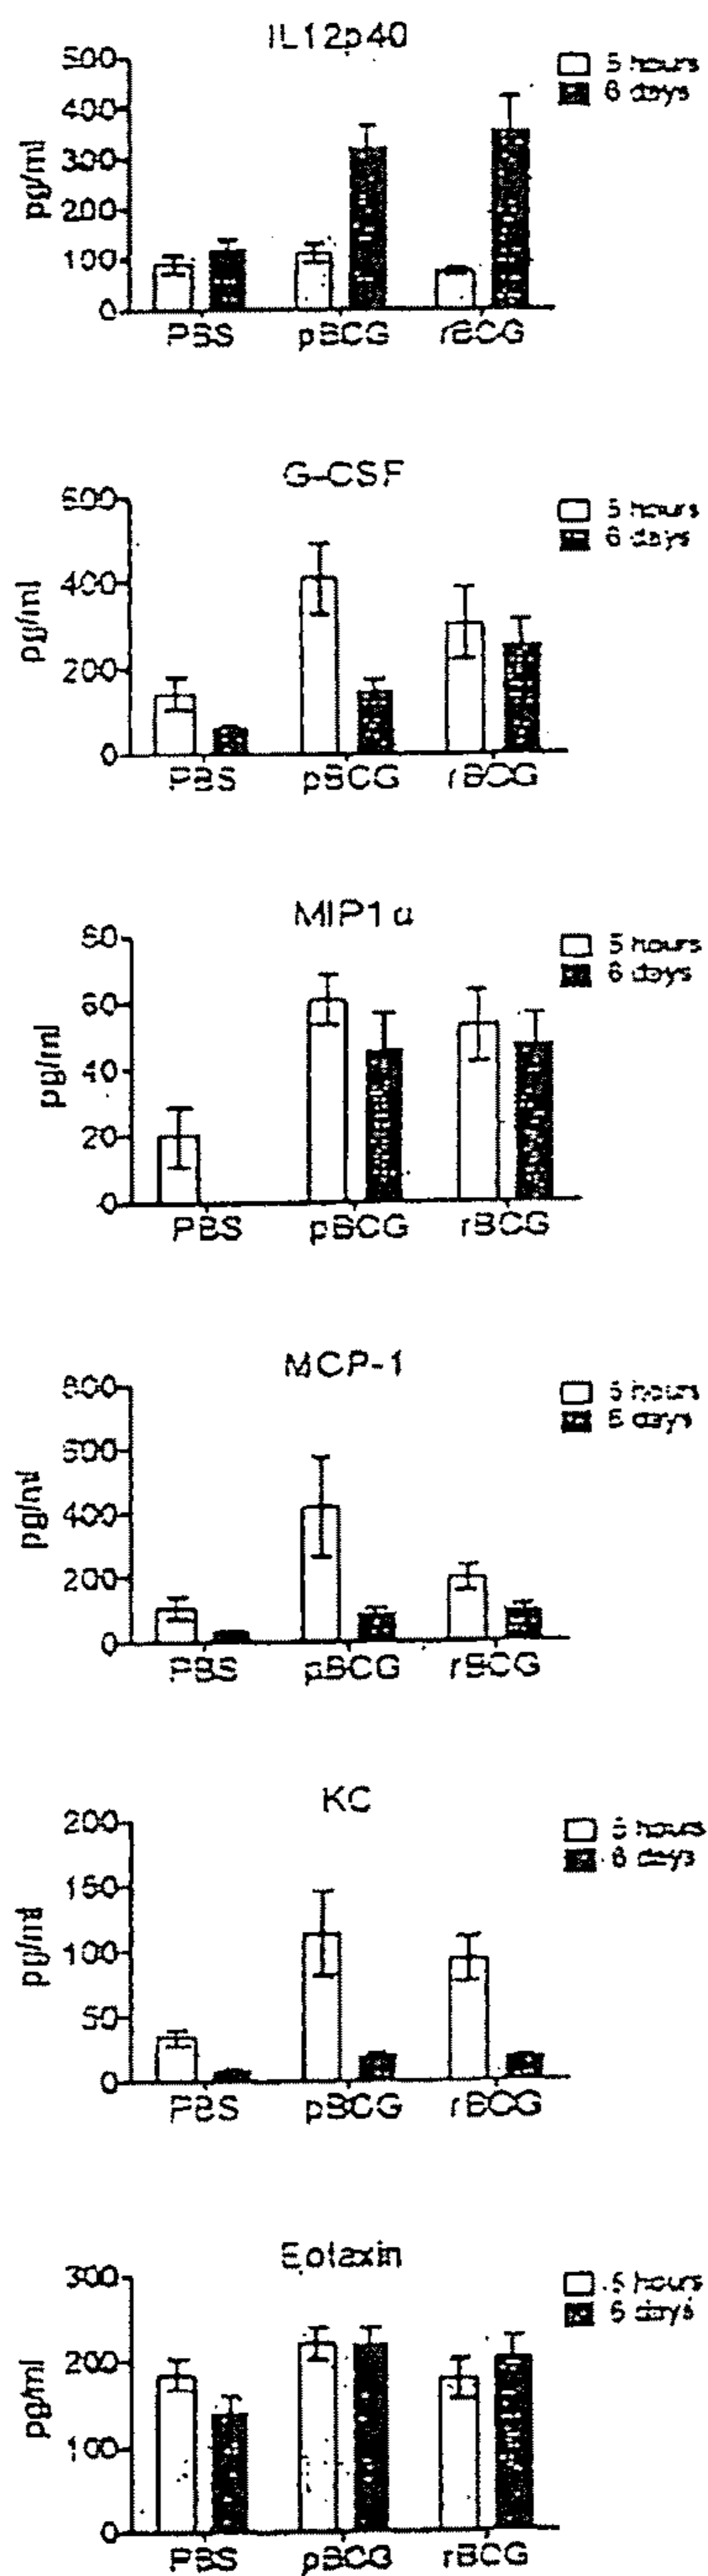 IL12p40
500
400
300
200
100
0
pg/ml
5 hours
6 days
PBS pBCG rBCG
G-CSF
600
400
200
0
pg/ml
5 hours
6 days
PBS pBCG rBCG
MIP1α
80
60
40
20
0
pg/ml
5 hours
6 days
PBS pBCG rBCG
MCP-1
800
600
400
200
0
pg/ml
5 hours
6 days
PBS pBCG rBCG
KC
200
150
100
50
0
pg/ml
5 hours
6 days
PBS pBCG rBCG
Eotaxin
300
200
100
0
pg/ml
5 hours
6 days
PBS pBCG rBCG